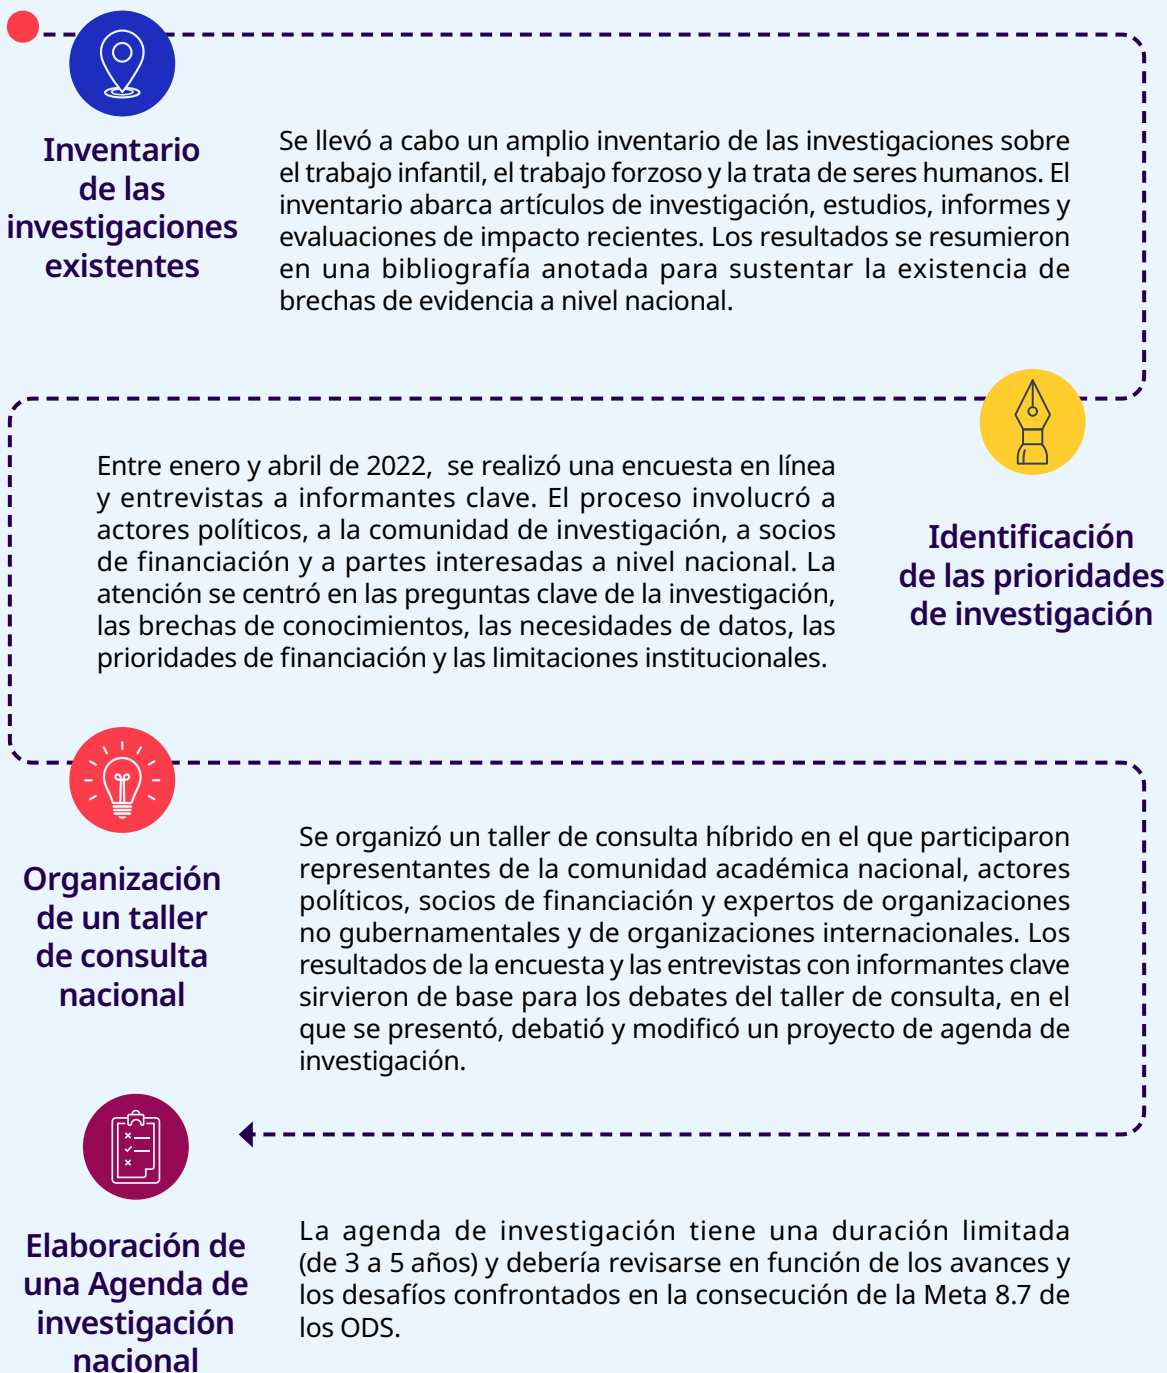 Inventario
de las
investigaciones
existentes
Se llevó a cabo un amplio inventario de las investigaciones sobre
el trabajo infantil, el trabajo forzoso y la trata de seres humanos. El
inventario abarca artículos de investigación, estudios, informes y
evaluaciones de impacto recientes. Los resultados se resumieron
en una bibliografía anotada para sustentar la existencia de
brechas de evidencia a nivel nacional.
Identificación
de las prioridades
de investigación
Entre enero y abril de 2022, se realizó una encuesta en línea
y entrevistas a informantes clave. El proceso involucró a
actores políticos, a la comunidad de investigación, a socios
de financiación y a partes interesadas a nivel nacional. La
atención se centró en las preguntas clave de la investigación,
las brechas de conocimientos, las necesidades de datos, las
prioridades de financiación y las limitaciones institucionales.
Organización
de un taller
de consulta
nacional
Se organizó un taller de consulta híbrido en el que participaron
representantes de la comunidad académica nacional, actores
políticos, socios de financiación y expertos de organizaciones
no gubernamentales y de organizaciones internacionales. Los
resultados de la encuesta y las entrevistas con informantes clave
sirvieron de base para los debates del taller de consulta, en el
que se presentó, debatió y modificó un proyecto de agenda de
investigación.
Elaboración de
una Agenda de
investigación
nacional
La agenda de investigación tiene una duración limitada
(de 3 a 5 años) y debería revisarse en función de los avances y
los desafíos confrontados en la consecución de la Meta 8.7 de
los ODS.